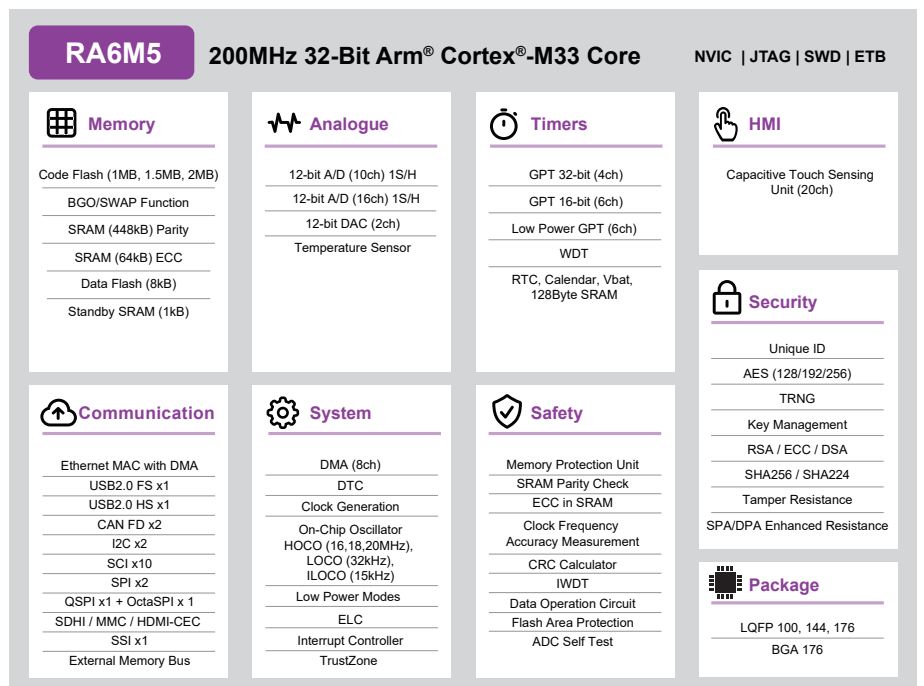 RA6M5
200MHz 32-Bit Arm® Cortex®-M33 Core
NVIC | JTAG | SWD | ETB
Memory
Code Flash (1MB, 1.5MB, 2MB)
BGO/SWAP Function
SRAM (448kB) Parity
SRAM (64kB) ECC
Data Flash (8kB)
Standby SRAM (1kB)
Analogue
12-bit A/D (10ch) 1S/H
12-bit A/D (16ch) 1S/H
12-bit DAC (2ch)
Temperature Sensor
Timers
GPT 32-bit (4ch)
GPT 16-bit (6ch)
Low Power GPT (6ch)
WDT
RTC, Calendar, Vbat,
128Byte SRAM
HMI
Capacitive Touch Sensing
Unit (20ch)
Security
Unique ID
AES (128/192/256)
TRNG
Key Management
RSA / ECC / DSA
SHA256 / SHA224
Tamper Resistance
SPA/DPA Enhanced Resistance
Communication
Ethernet MAC with DMA
USB2.0 FS x1
USB2.0 HS x1
CAN FD x2
I2C x2
SCI x10
SPI x2
QSPI x1 + OctaSPI x 1
SDHI / MMC / HDMI-CEC
SSI x1
External Memory Bus
System
DMA (8ch)
DTC
Clock Generation
On-Chip Oscillator
HOCO (16,18,20MHz),
LOCO (32kHz),
ILOCO (15kHz)
Low Power Modes
ELC
Interrupt Controller
TrustZone
Safety
Memory Protection Unit
SRAM Parity Check
ECC in SRAM
Clock Frequency
Accuracy Measurement
CRC Calculator
IWDT
Data Operation Circuit
Flash Area Protection
ADC Self Test
Package
LQFP 100, 144, 176
BGA 176